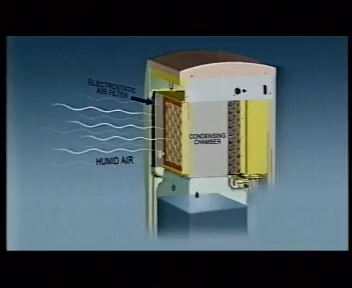 ELECTROSTATIC
AIR FILTER
CONDENSING
CHAMBER
HUMID AIR